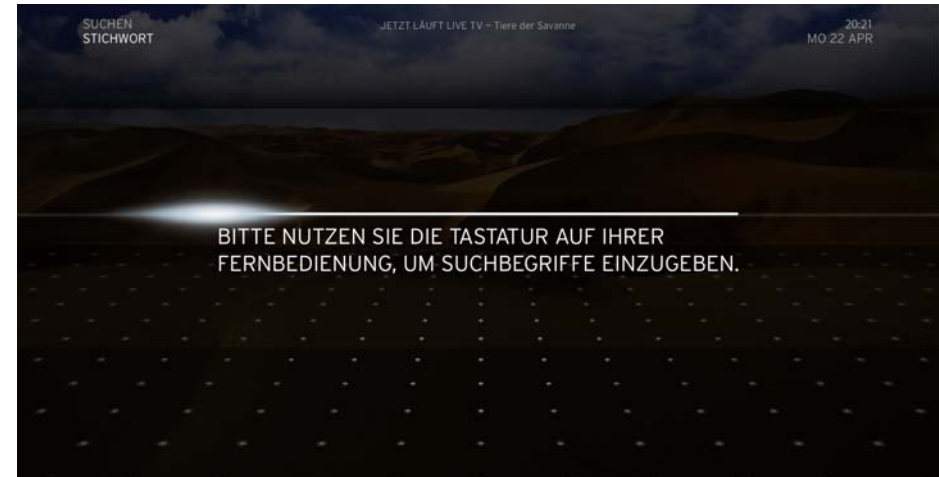 SUCHEN
STICHWORT
JETZT LÄUFT LIVE TV – Tiere der Savanne
20:21
MO 22 APR
BITTE NUTZEN SIE DIE TASTATUR AUF IHRER
FERNBEDIENUNG, UM SUCHBEGRIFFE EINZUGEBEN.